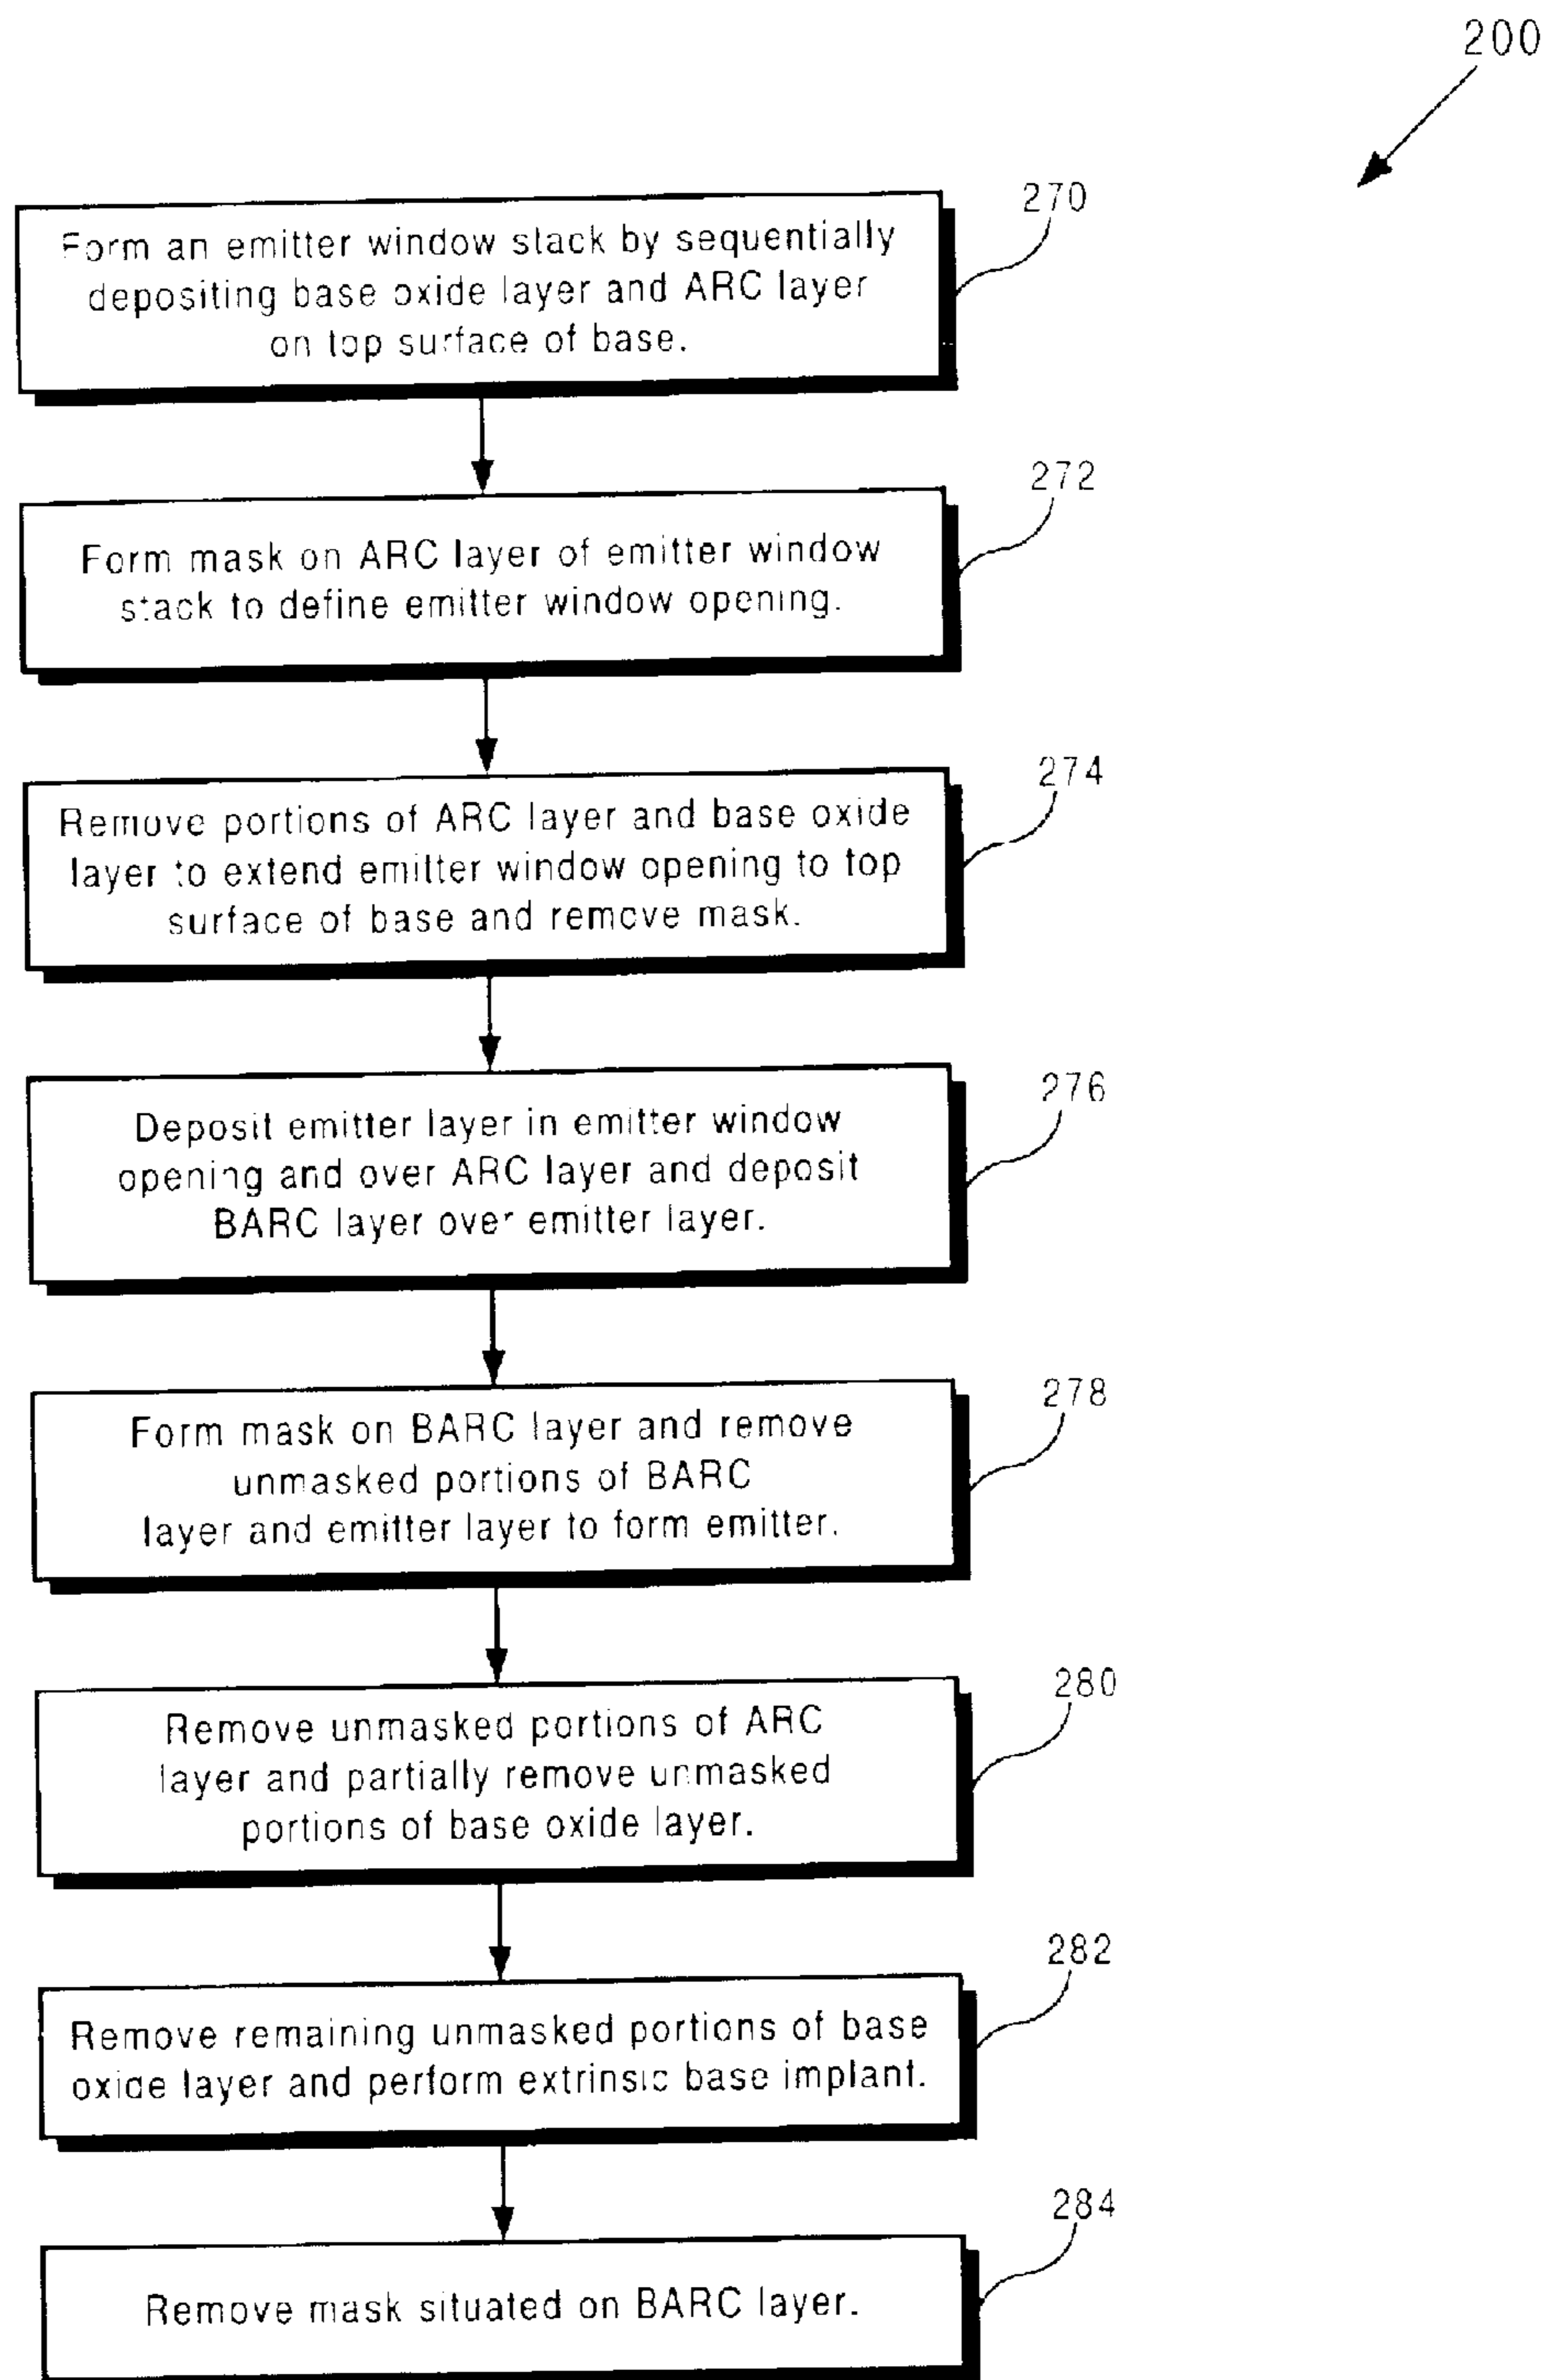 200
270
Form an emitter window stack by sequentially
depositing base oxide layer and ARC layer
on top surface of base.
272
Form mask on ARC layer of emitter window
stack to define emitter window opening.
274
Remove portions of ARC layer and base oxide
layer to extend emitter window opening to top
surface of base and remove mask.
276
Deposit emitter layer in emitter window
opening and over ARC layer and deposit
BARC layer over emitter layer.
278
Form mask on BARC layer and remove
unmasked portions of BARC
layer and emitter layer to form emitter.
280
Remove unmasked portions of ARC
layer and partially remove unmasked
portions of base oxide layer.
282
Remove remaining unmasked portions of base
oxide layer and perform extrinsic base implant.
284
Remove mask situated on BARC layer.